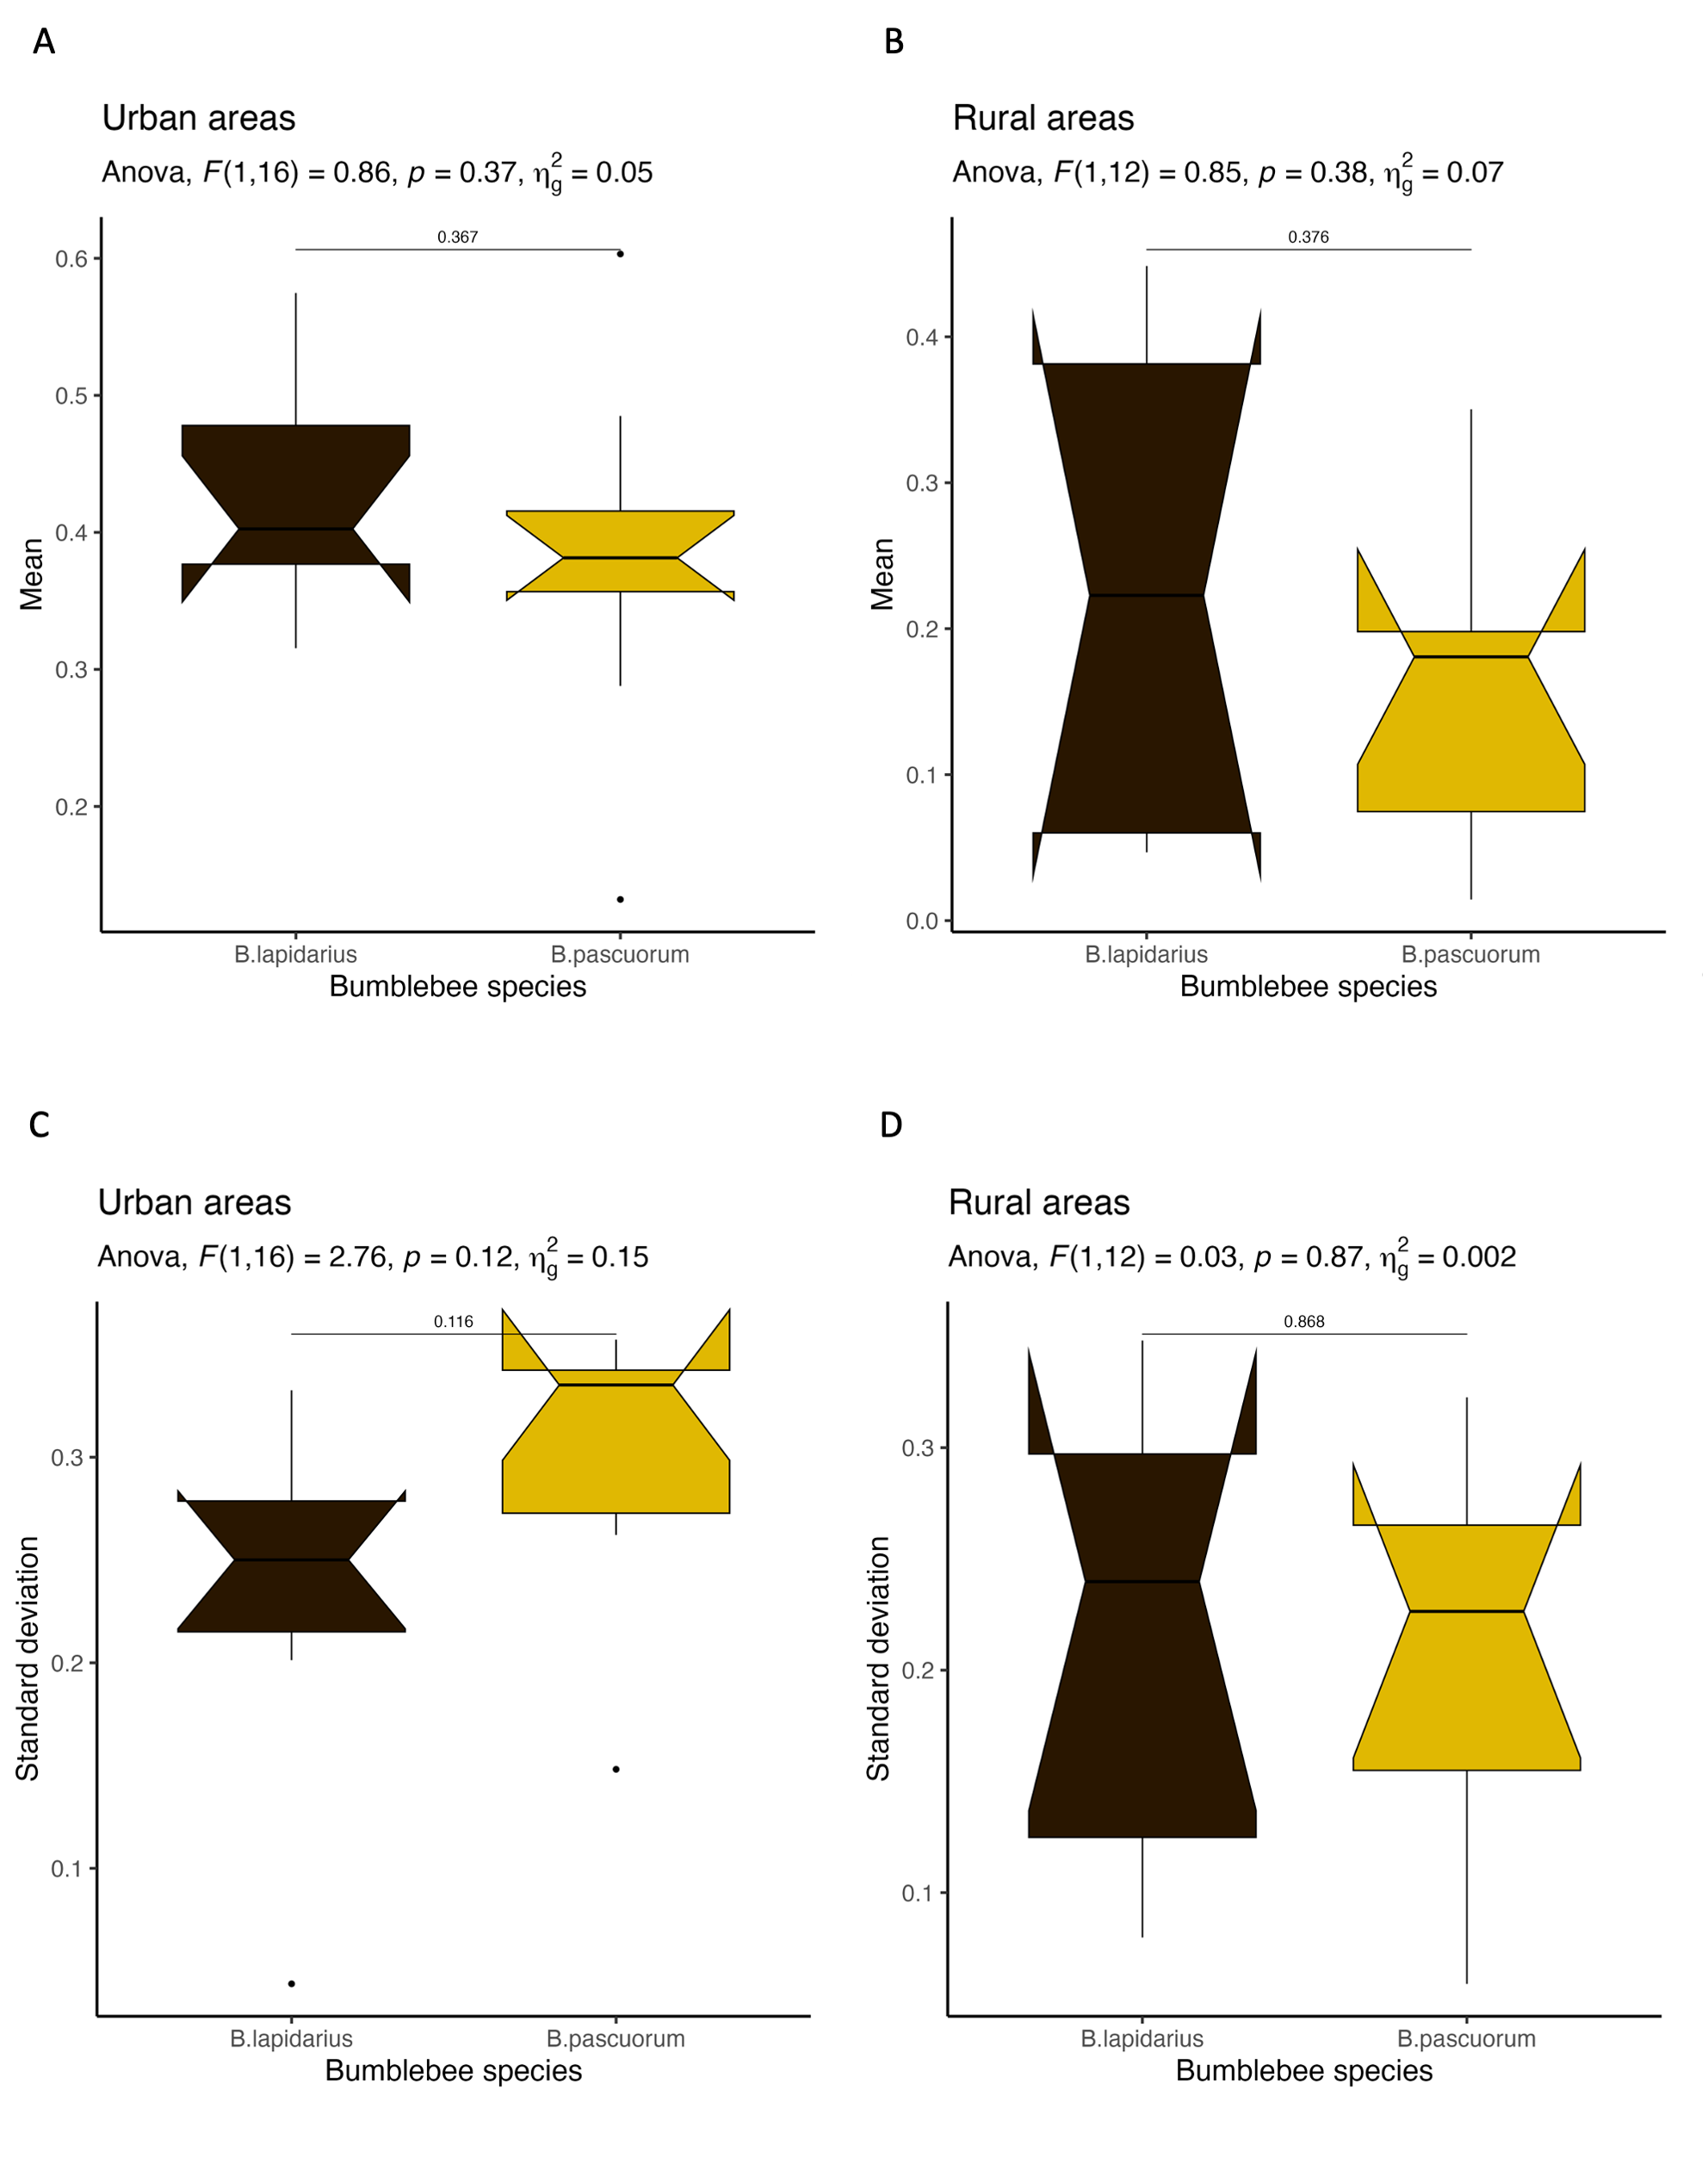 A
Urban areas
Anova, F(1,16) = 0.86, p = 0.37, η²g = 0.05
0.367
0.6
0.5
0.4
0.3
0.2
Mean
B.lapidarius B.pascuorum
Bumblebee species
B
Rural areas
Anova, F(1,12) = 0.85, p = 0.38, η²g = 0.07
0.376
0.4
0.3
0.2
0.1
0.0
Mean
B.lapidarius B.pascuorum
Bumblebee species
C
Urban areas
Anova, F(1,16) = 2.76, p = 0.12, η²g = 0.15
0.116
0.3
0.2
0.1
Standard deviation
B.lapidarius B.pascuorum
Bumblebee species
D
Rural areas
Anova, F(1,12) = 0.03, p = 0.87, η²g = 0.002
0.868
0.3
0.2
0.1
Standard deviation
B.lapidarius B.pascuorum
Bumblebee species